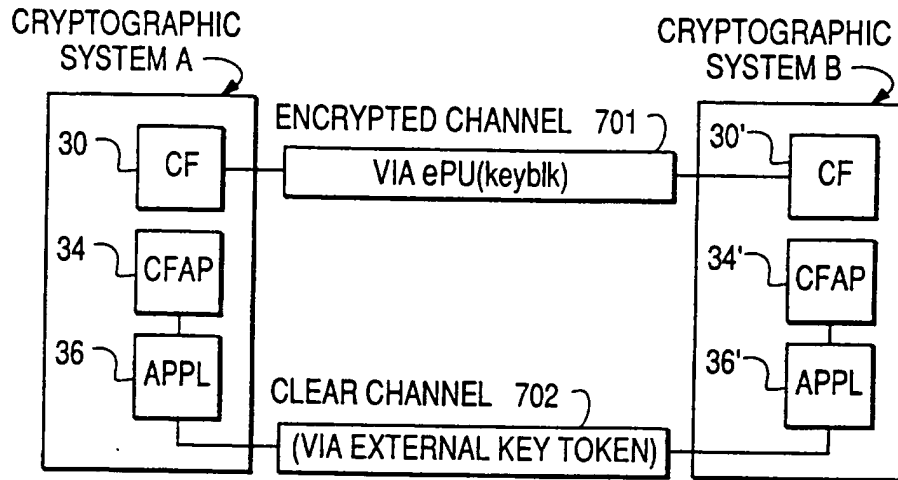 CRYPTOGRAPHIC
SYSTEM A
CRYPTOGRAPHIC
SYSTEM B
ENCRYPTED CHANNEL 701
30
CF
VIA ePU(keyblk)
30'
CF
34
CFAP
34'
CFAP
36
APPL
36'
APPL
CLEAR CHANNEL 702
(VIA EXTERNAL KEY TOKEN)